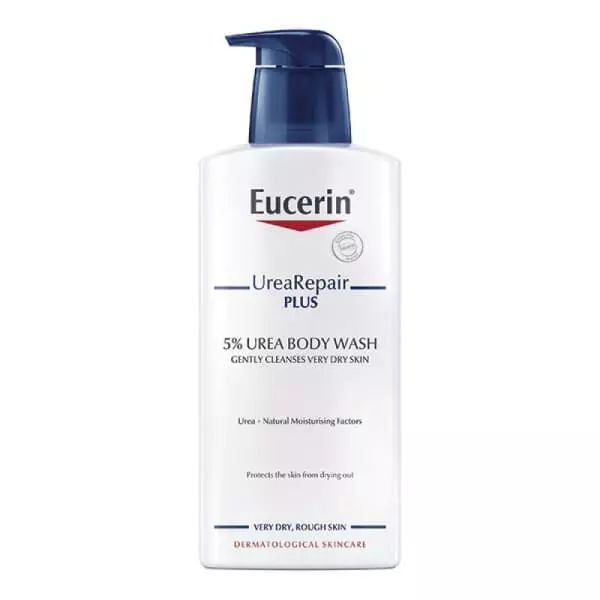 Eucerin®
UreaRepair
PLUS
5% UREA BODY WASH
GENTLY CLEANSES VERY DRY SKIN
Urea + Natural Moisturising Factors
Protects the skin from drying out
VERY DRY, ROUGH SKIN
DERMATOLOGICAL SKINCARE